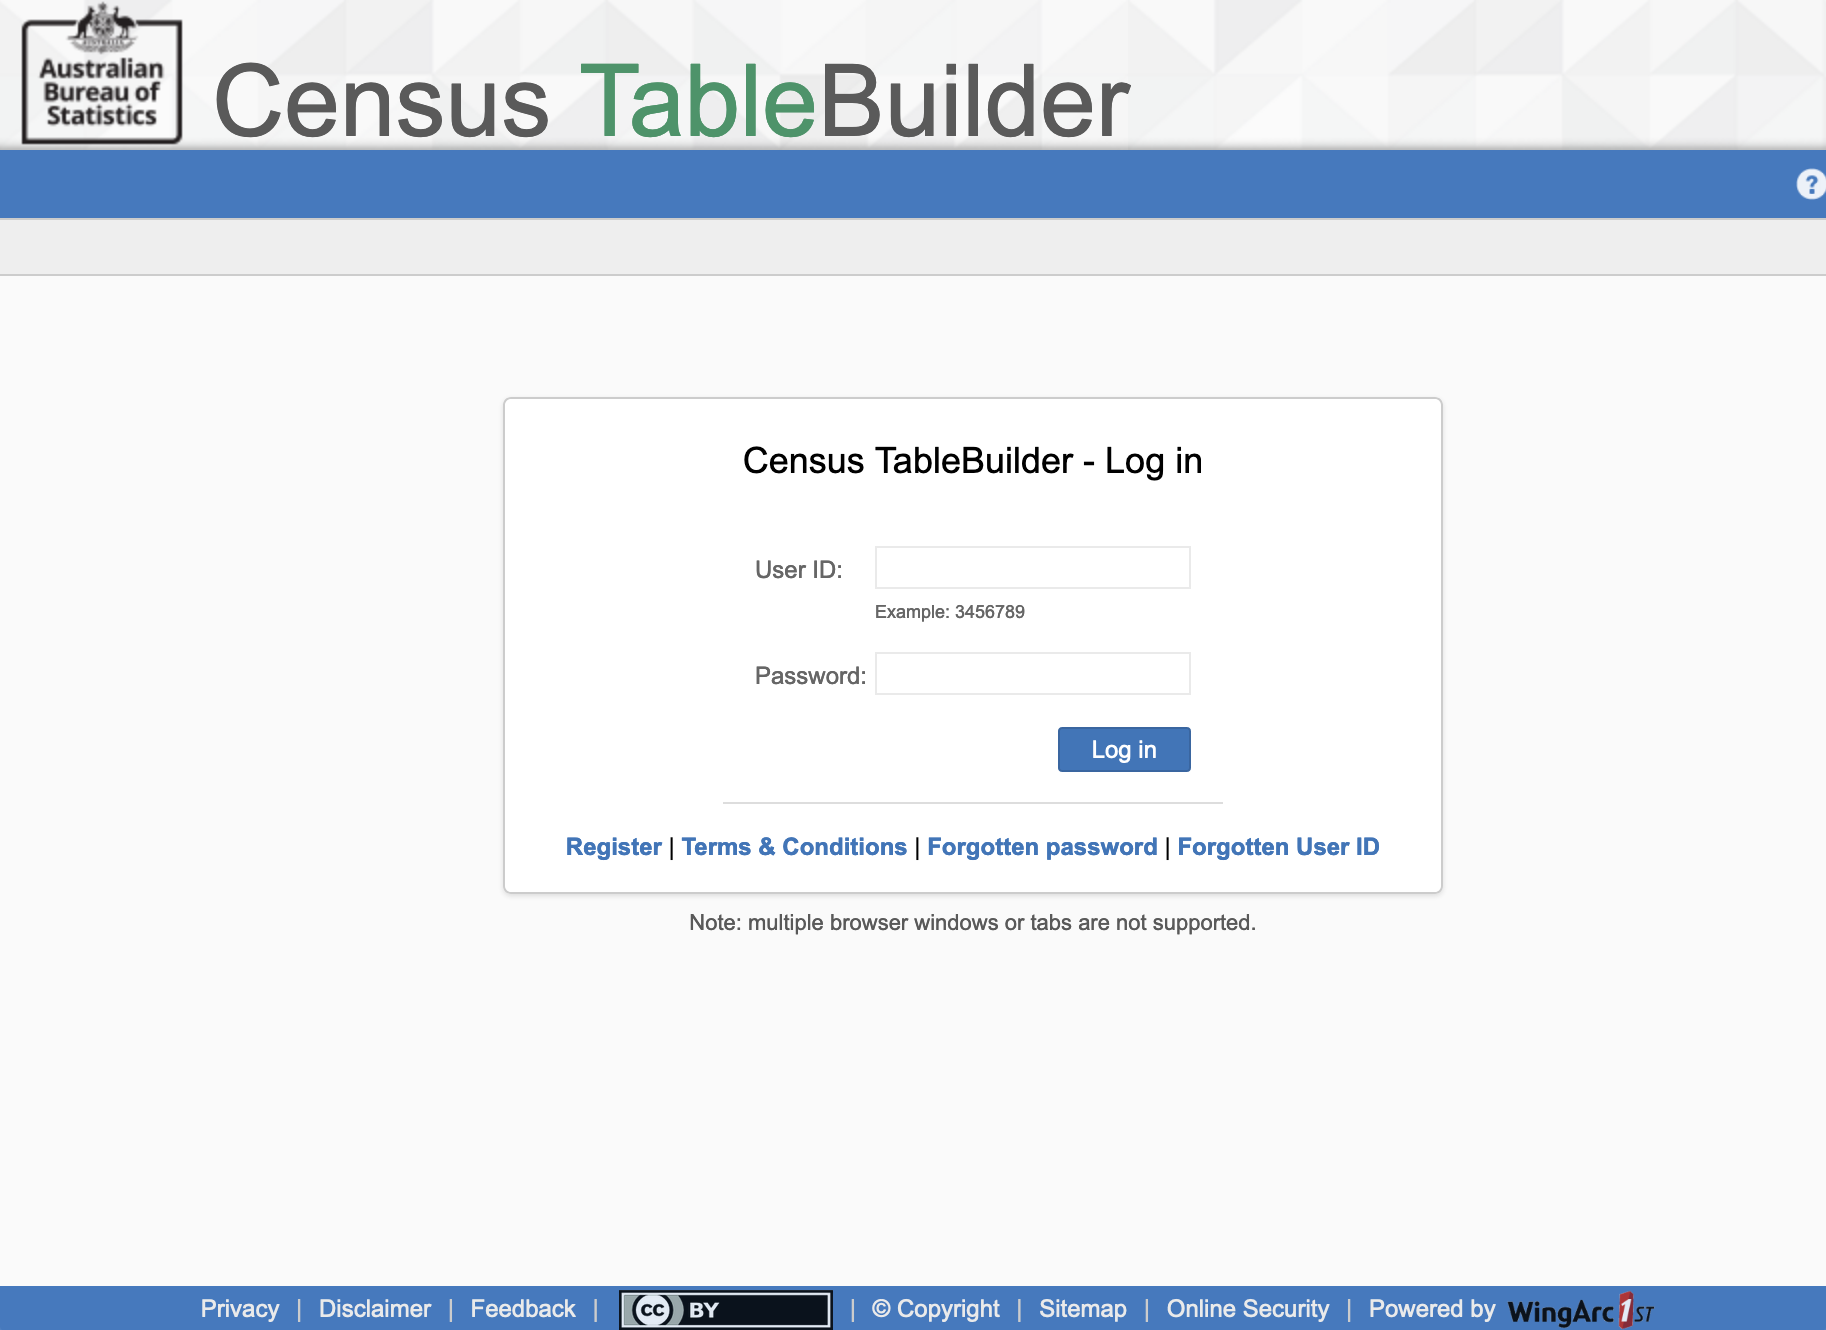 AUSTRALIA
Australian
Bureau of
Statistics
Census TableBuilder
?
Census TableBuilder - Log in
User ID:
Example: 3456789
Password:
Log in
Register | Terms & Conditions | Forgotten password | Forgotten User ID
Note: multiple browser windows or tabs are not supported.
Privacy | Disclaimer | Feedback | cc BY | © Copyright | Sitemap | Online Security | Powered by WingArc 1ST